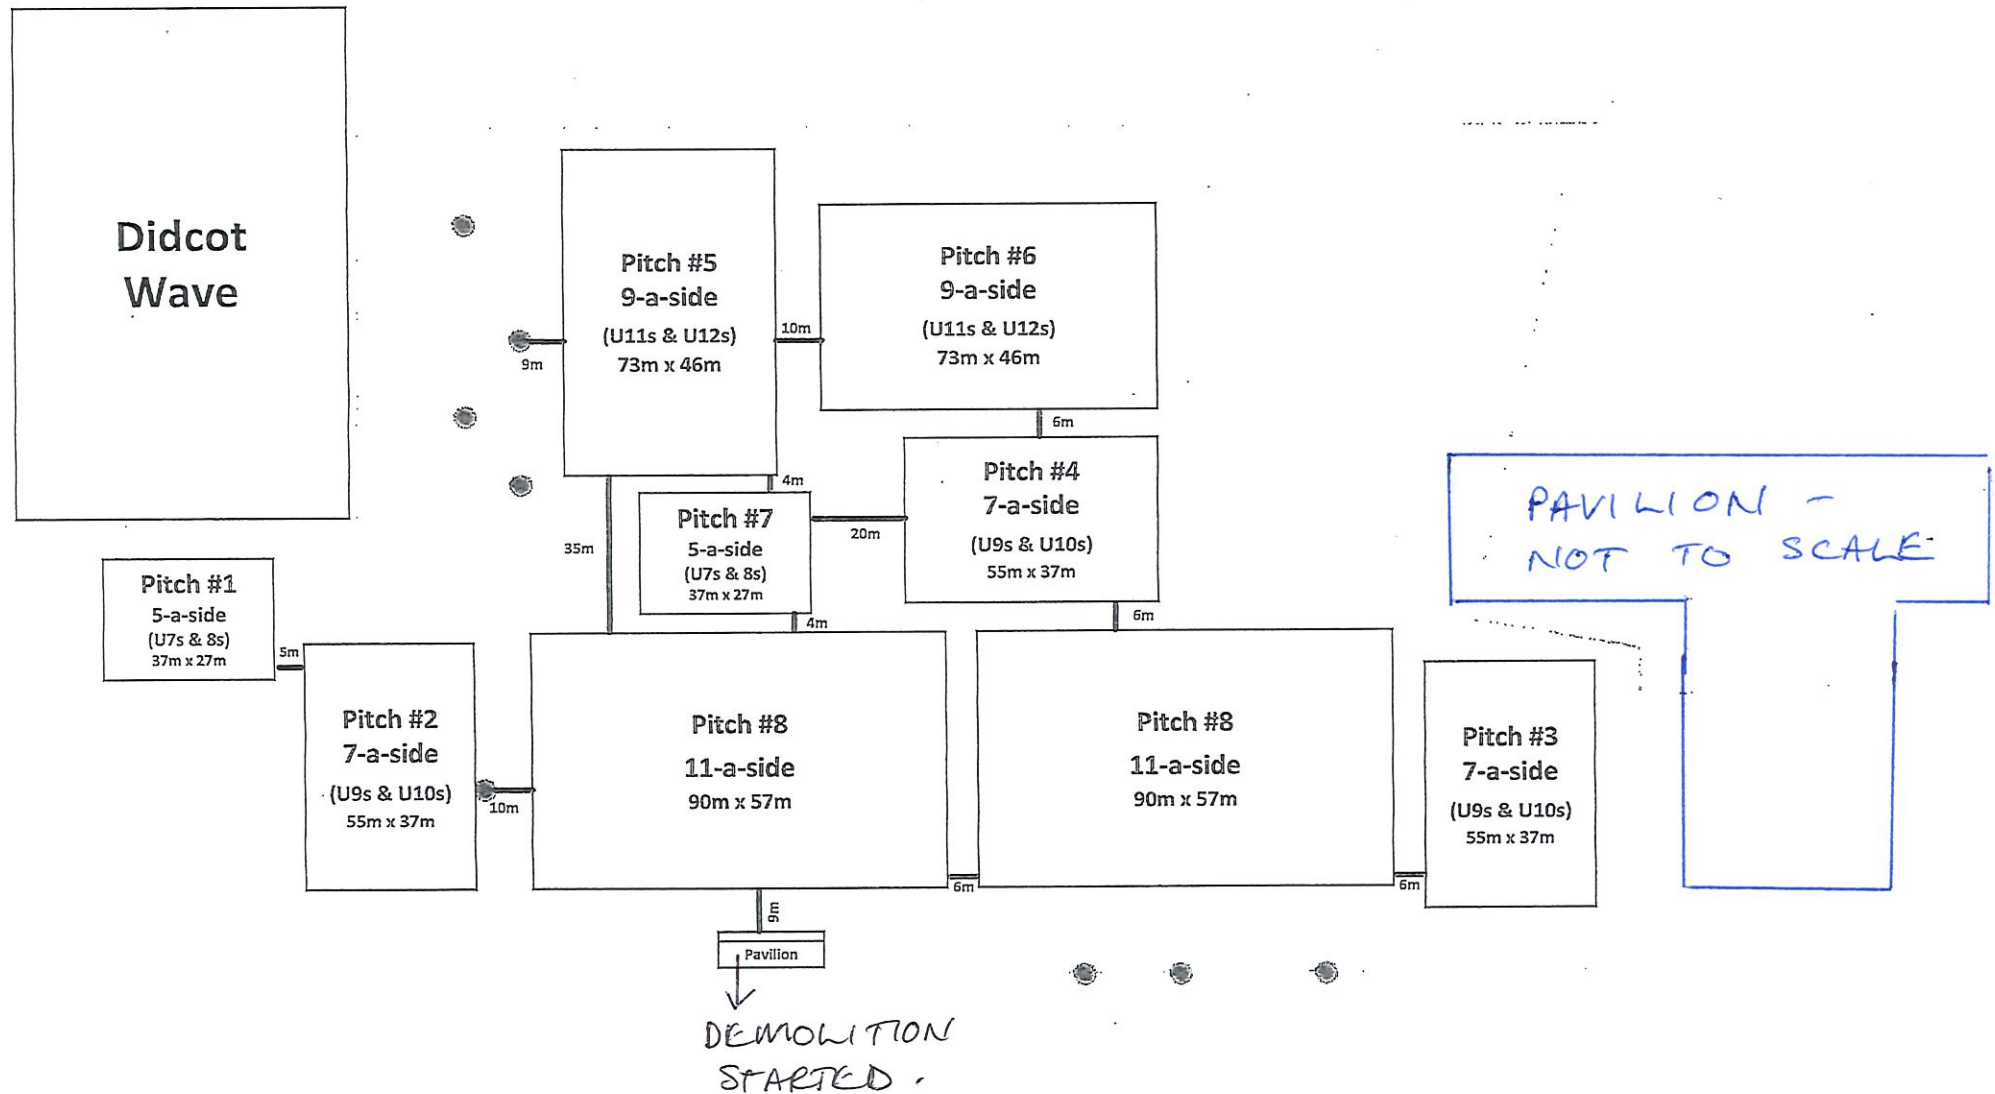 Didcot
Wave
Pitch #5
9-a-side
(U11s & U12s)
73m x 46m
9m
10m
Pitch #6
9-a-side
(U11s & U12s)
73m x 46m
6m
Pitch #4
7-a-side
(U9s & U10s)
55m x 37m
4m
Pitch #7
5-a-side
(U7s & 8s)
37m x 27m
20m
35m
4m
6m
PAVILION -
NOT TO SCALE
Pitch #1
5-a-side
(U7s & 8s)
37m x 27m
5m
Pitch #2
7-a-side
(U9s & U10s)
55m x 37m
10m
Pitch #8
11-a-side
90m x 57m
6m
Pitch #8
11-a-side
90m x 57m
6m
Pitch #3
7-a-side
(U9s & U10s)
55m x 37m
9m
Pavilion
DEMOLITION
STARTED.